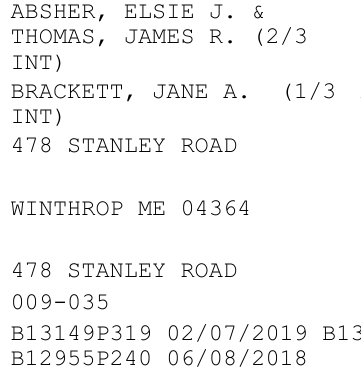 ABSHER, ELSIE J. &
THOMAS, JAMES R. (2/3
INT)
BRACKETT, JANE A. (1/3
INT)
478 STANLEY ROAD
WINTHROP ME 04364
478 STANLEY ROAD
009-035
B13149P319 02/07/2019 B13
B12955P240 06/08/2018